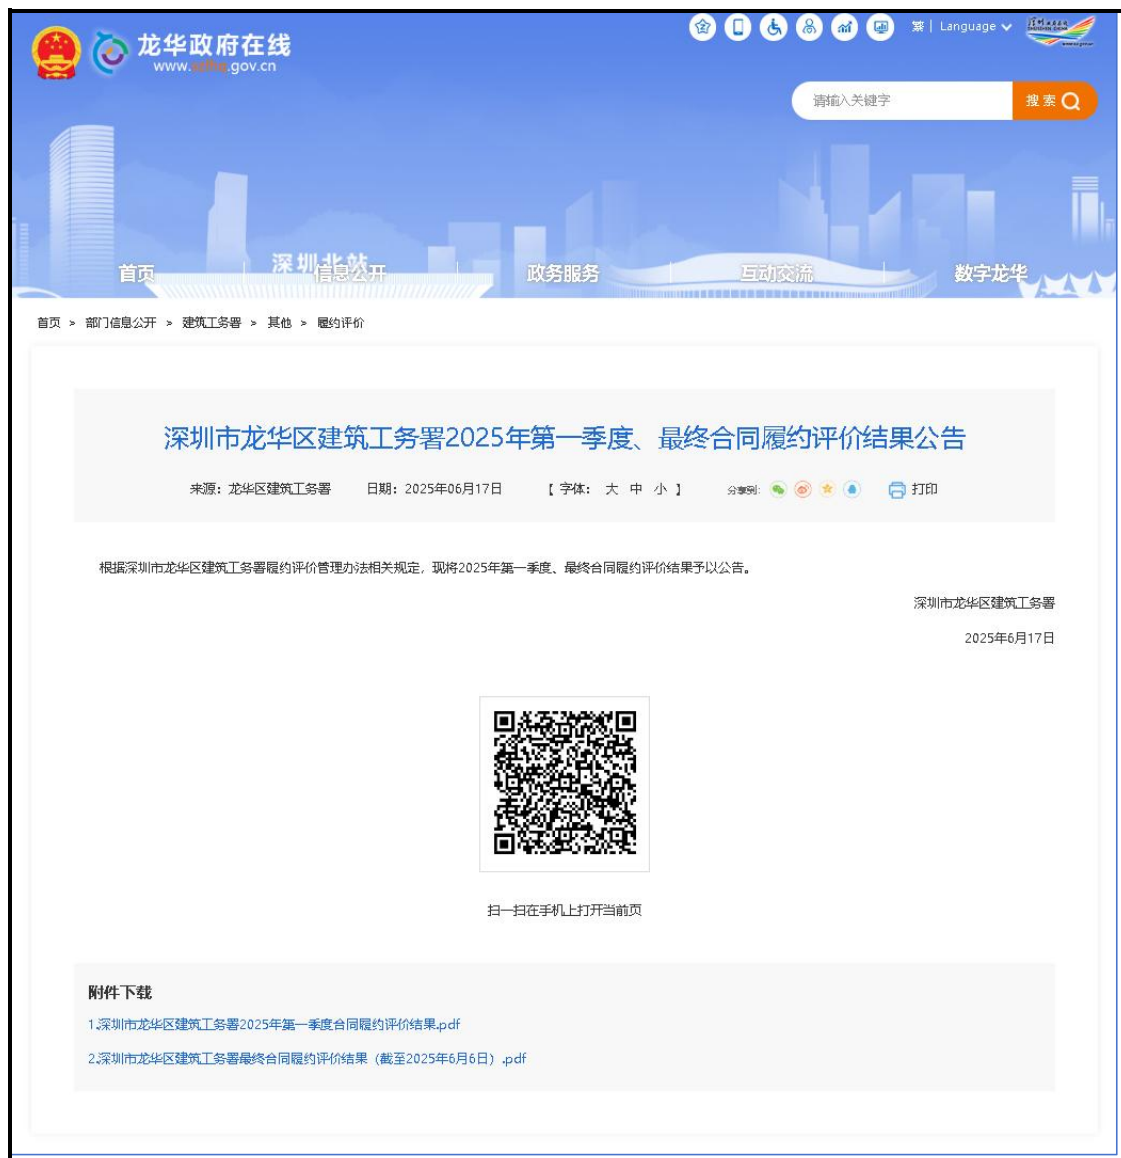 龙华政府在线
繁 | Language
请输入关键字
搜索
深圳北站
首页
信息公开
政务服务
互动交流
数字龙华
首页 > 部门信息公开 > 建筑工务署 > 其他 > 履约评价
深圳市龙华区建筑工务署2025年第一季度、最终合同履约评价结果公告
来源：龙华区建筑工务署 日期：2025年06月17日 【 字体： 大 中 小 】 分享到: 打印
根据深圳市龙华区建筑工务署履约评价管理办法相关规定，现将2025年第一季度、最终合同履约评价结果予以公告。
深圳市龙华区建筑工务署
2025年6月17日
扫一扫在手机上打开当前页
附件下载
1.深圳市龙华区建筑工务署2025年第一季度合同履约评价结果.pdf
2.深圳市龙华区建筑工务署最终合同履约评价结果（截至2025年6月6日）.pdf